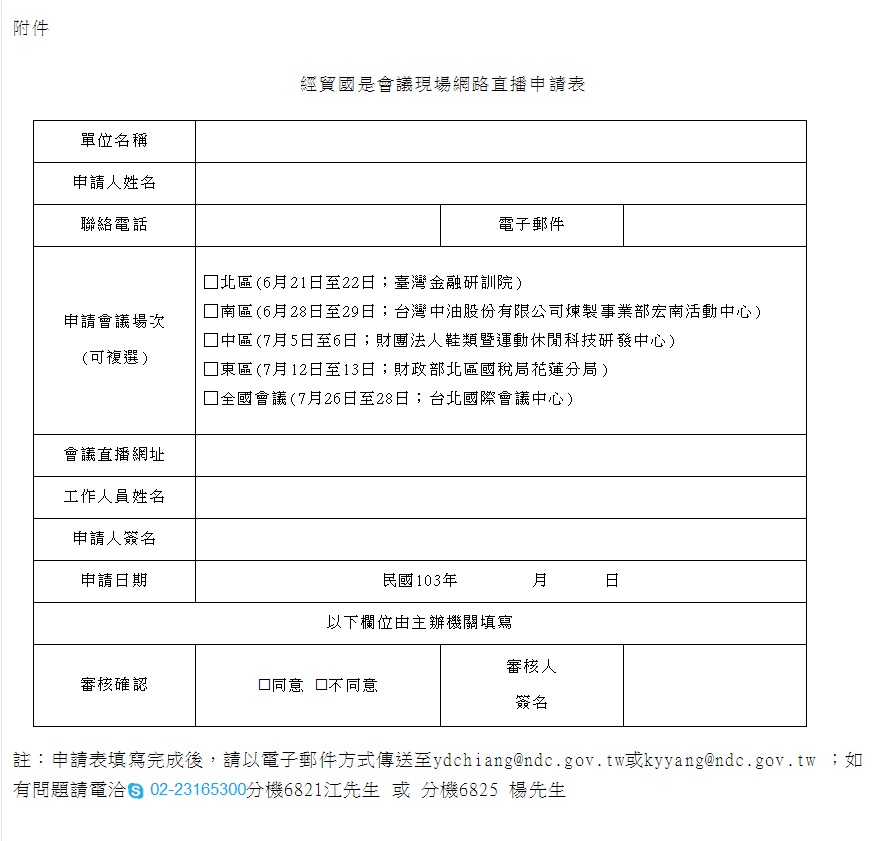 附件
經貿國是會議現場網路直播申請表
單位名稱
申請人姓名
聯絡電話 電子郵件
申請會議場次
(可複選)
□北區(6月21日至22日；臺灣金融研訓院)
□南區(6月28日至29日；台灣中油股份有限公司煉製事業部宏南活動中心)
□中區(7月5日至6日；財團法人鞋類暨運動休閒科技研發中心)
□東區(7月12日至13日；財政部北區國稅局花蓮分局)
□全國會議(7月26日至28日；台北國際會議中心)
會議直播網址
工作人員姓名
申請人簽名
申請日期 民國103年 月 日
以下欄位由主辦機關填寫
審核確認 □同意 □不同意 審核人
簽名
註：申請表填寫完成後，請以電子郵件方式傳送至ydchiang@ndc.gov.tw或kyyang@ndc.gov.tw ；如
有問題請電洽 02-23165300分機6821江先生 或 分機6825 楊先生